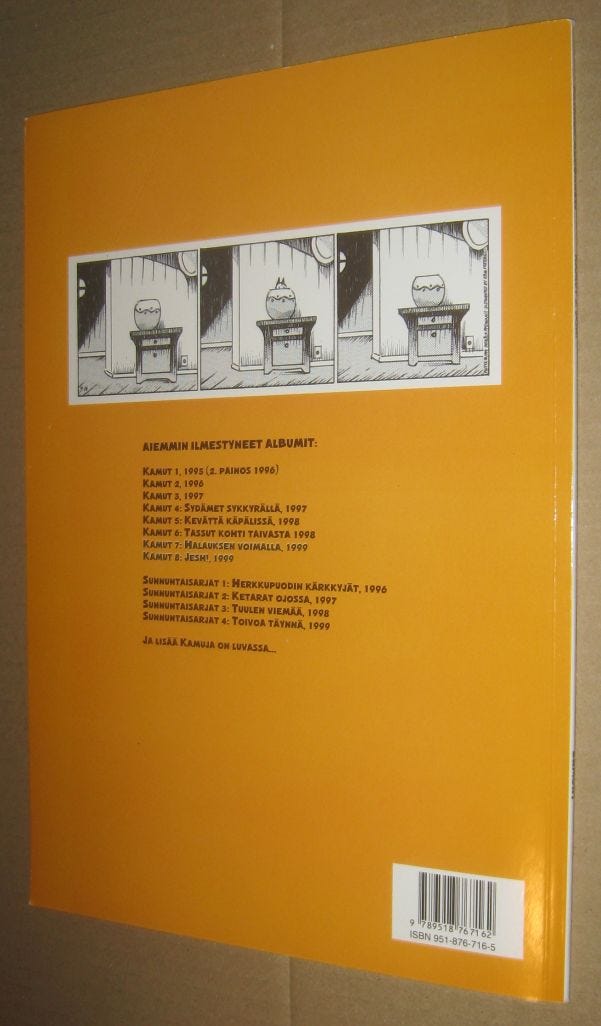 AIEMMIN ILMESTYNEET ALBUMIT:
KAMUT 1, 1995 (2. PAINOS 1996)
KAMUT 2, 1996
KAMUT 3, 1997
KAMUT 4: SYDÄMET SYKKYRÄLLÄ, 1997
KAMUT 5: KEVÄTTÄ KÄPÄLISSÄ, 1998
KAMUT 6: TASSUT KOHTI TAIVASTA 1998
KAMUT 7: HALAUKSEN VOIMALLA, 1999
KAMUT 8: JESH!, 1999
SUNNUNTAISARJAT 1: HERKKUPUODIN KÄRKKYJÄT, 1996
SUNNUNTAISARJAT 2: KETARAT OJOSSA, 1997
SUNNUNTAISARJAT 3: TUULEN VIEMÄÄ, 1998
SUNNUNTAISARJAT 4: TOIVOA TÄYNNÄ, 1999
JA LISÄÄ KAMUJA ON LUVASSA...
9 789518 767162
ISBN 951-876-716-5